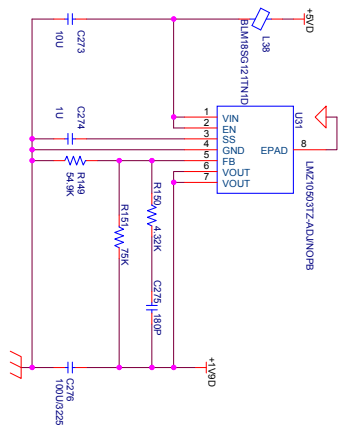 +5VD
L38
BLM18SG121TN1D
C273
10U
U31
1
VIN
2
EN
C274
1U
3
SS
4
GND
5
FB
6
VOUT
7
VOUT
EPAD
8
LMZ10503TZ-ADJ/NOPB
R149
54.9K
R150
4.32K
R151
75K
C275
180P
C276
100U/3225
+1V9D